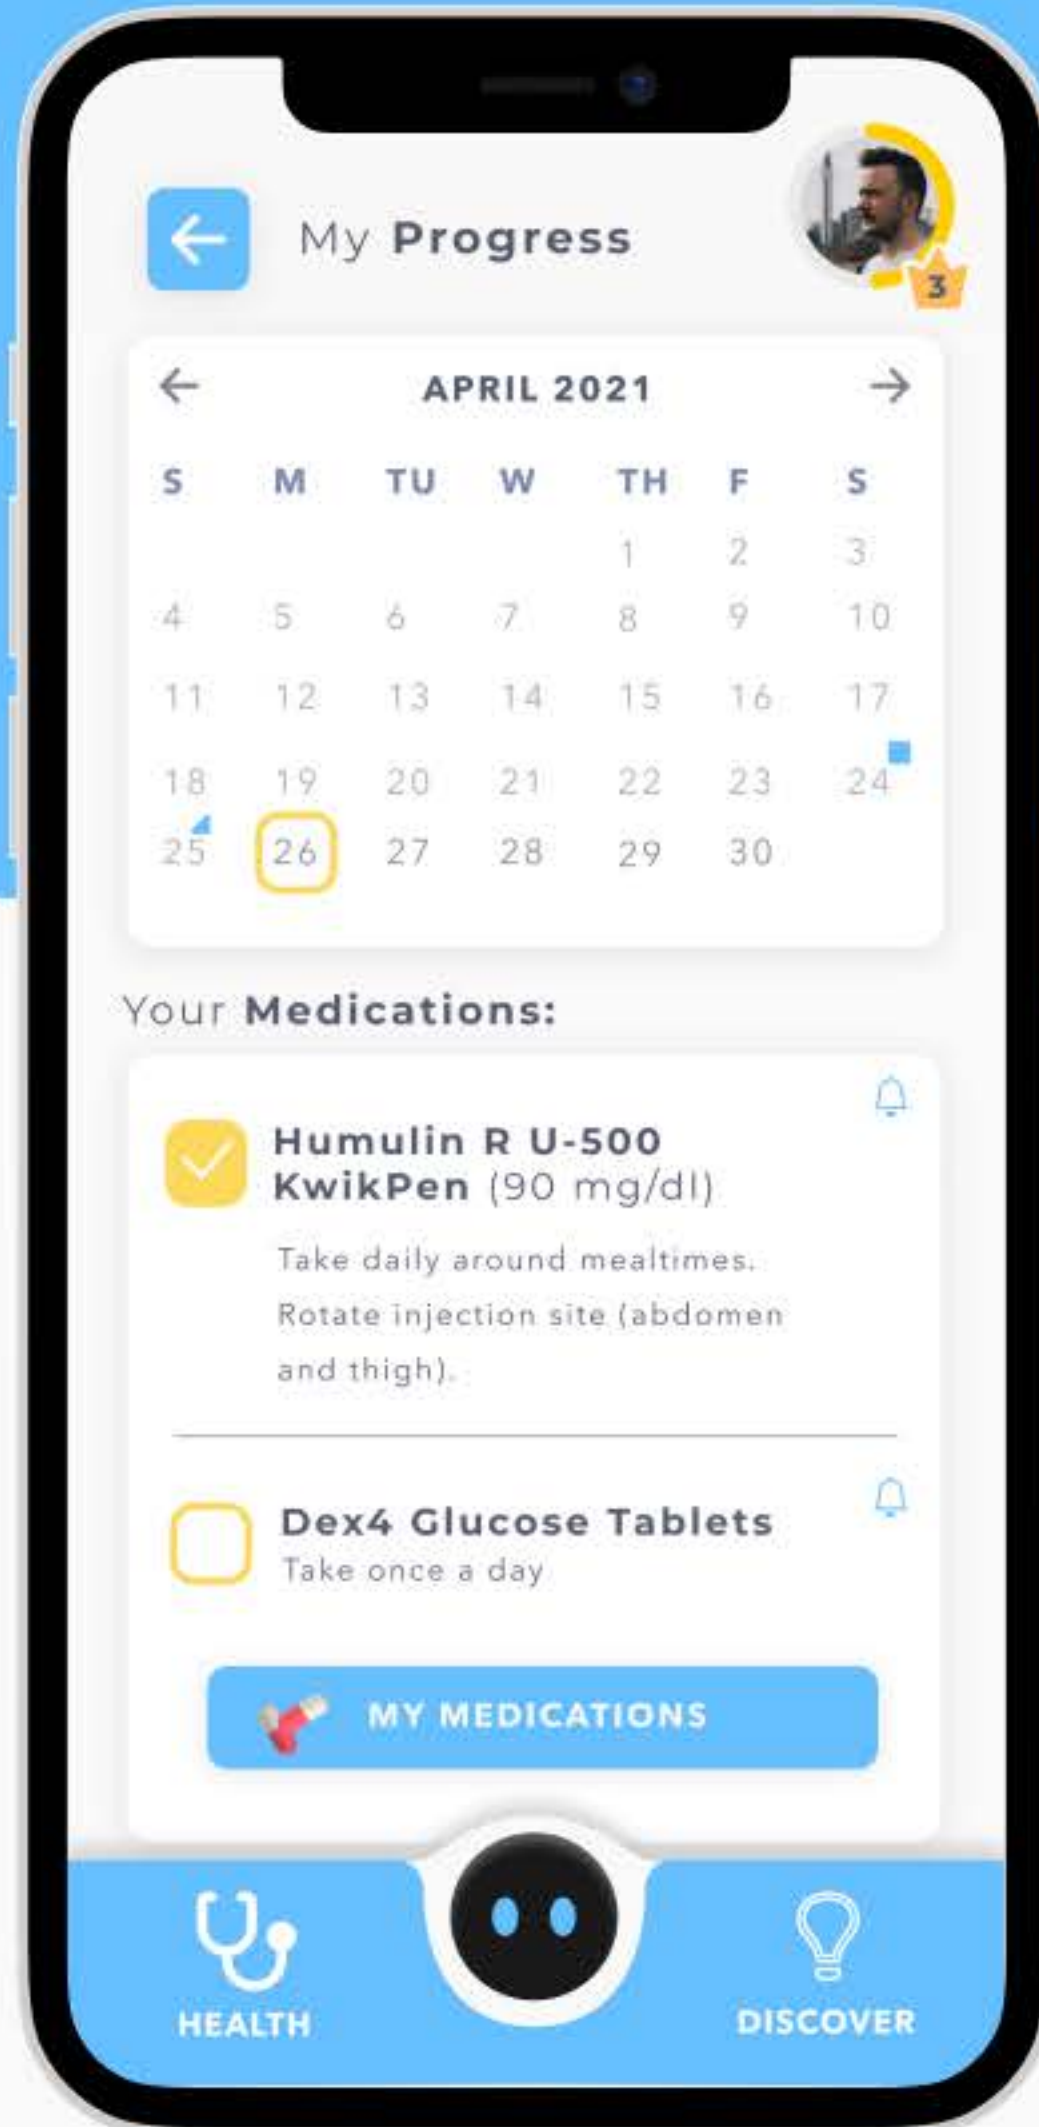 My Progress
3
APRIL 2021
S M TU W TH F S
1 2 3
4 5 6 7 8 9 10
11 12 13 14 15 16 17
18 19 20 21 22 23 24
25 26 27 28 29 30
Your Medications:
Humulin R U-500
KwikPen (90 mg/dl)
Take daily around mealtimes.
Rotate injection site (abdomen
and thigh).
Dex4 Glucose Tablets
Take once a day
MY MEDICATIONS
HEALTH
DISCOVER